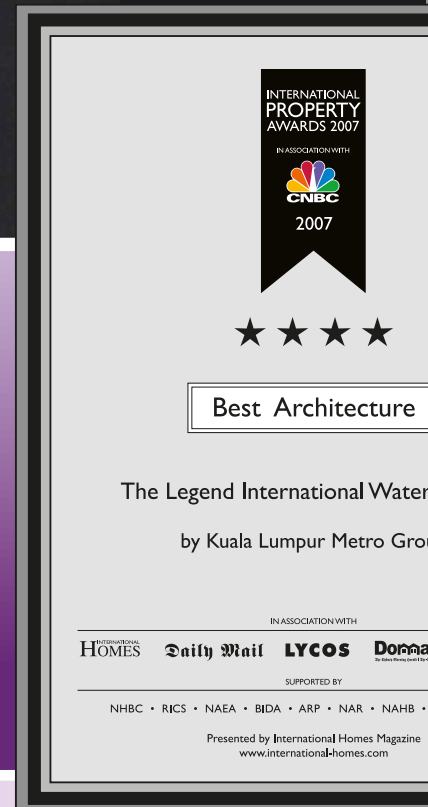 INTERNATIONAL
PROPERTY
AWARDS 2007
IN ASSOCIATION WITH
CNBC
2007
Best Architecture
The Legend International Water
by Kuala Lumpur Metro Grou
IN ASSOCIATION WITH
INTERNATIONAL HOMES Daily Mail LYCOS Doma
SUPPORTED BY
NHBC • RICS • NAEA • BIDA • ARP • NAR • NAHB •
Presented by International Homes Magazine
www.international-homes.com